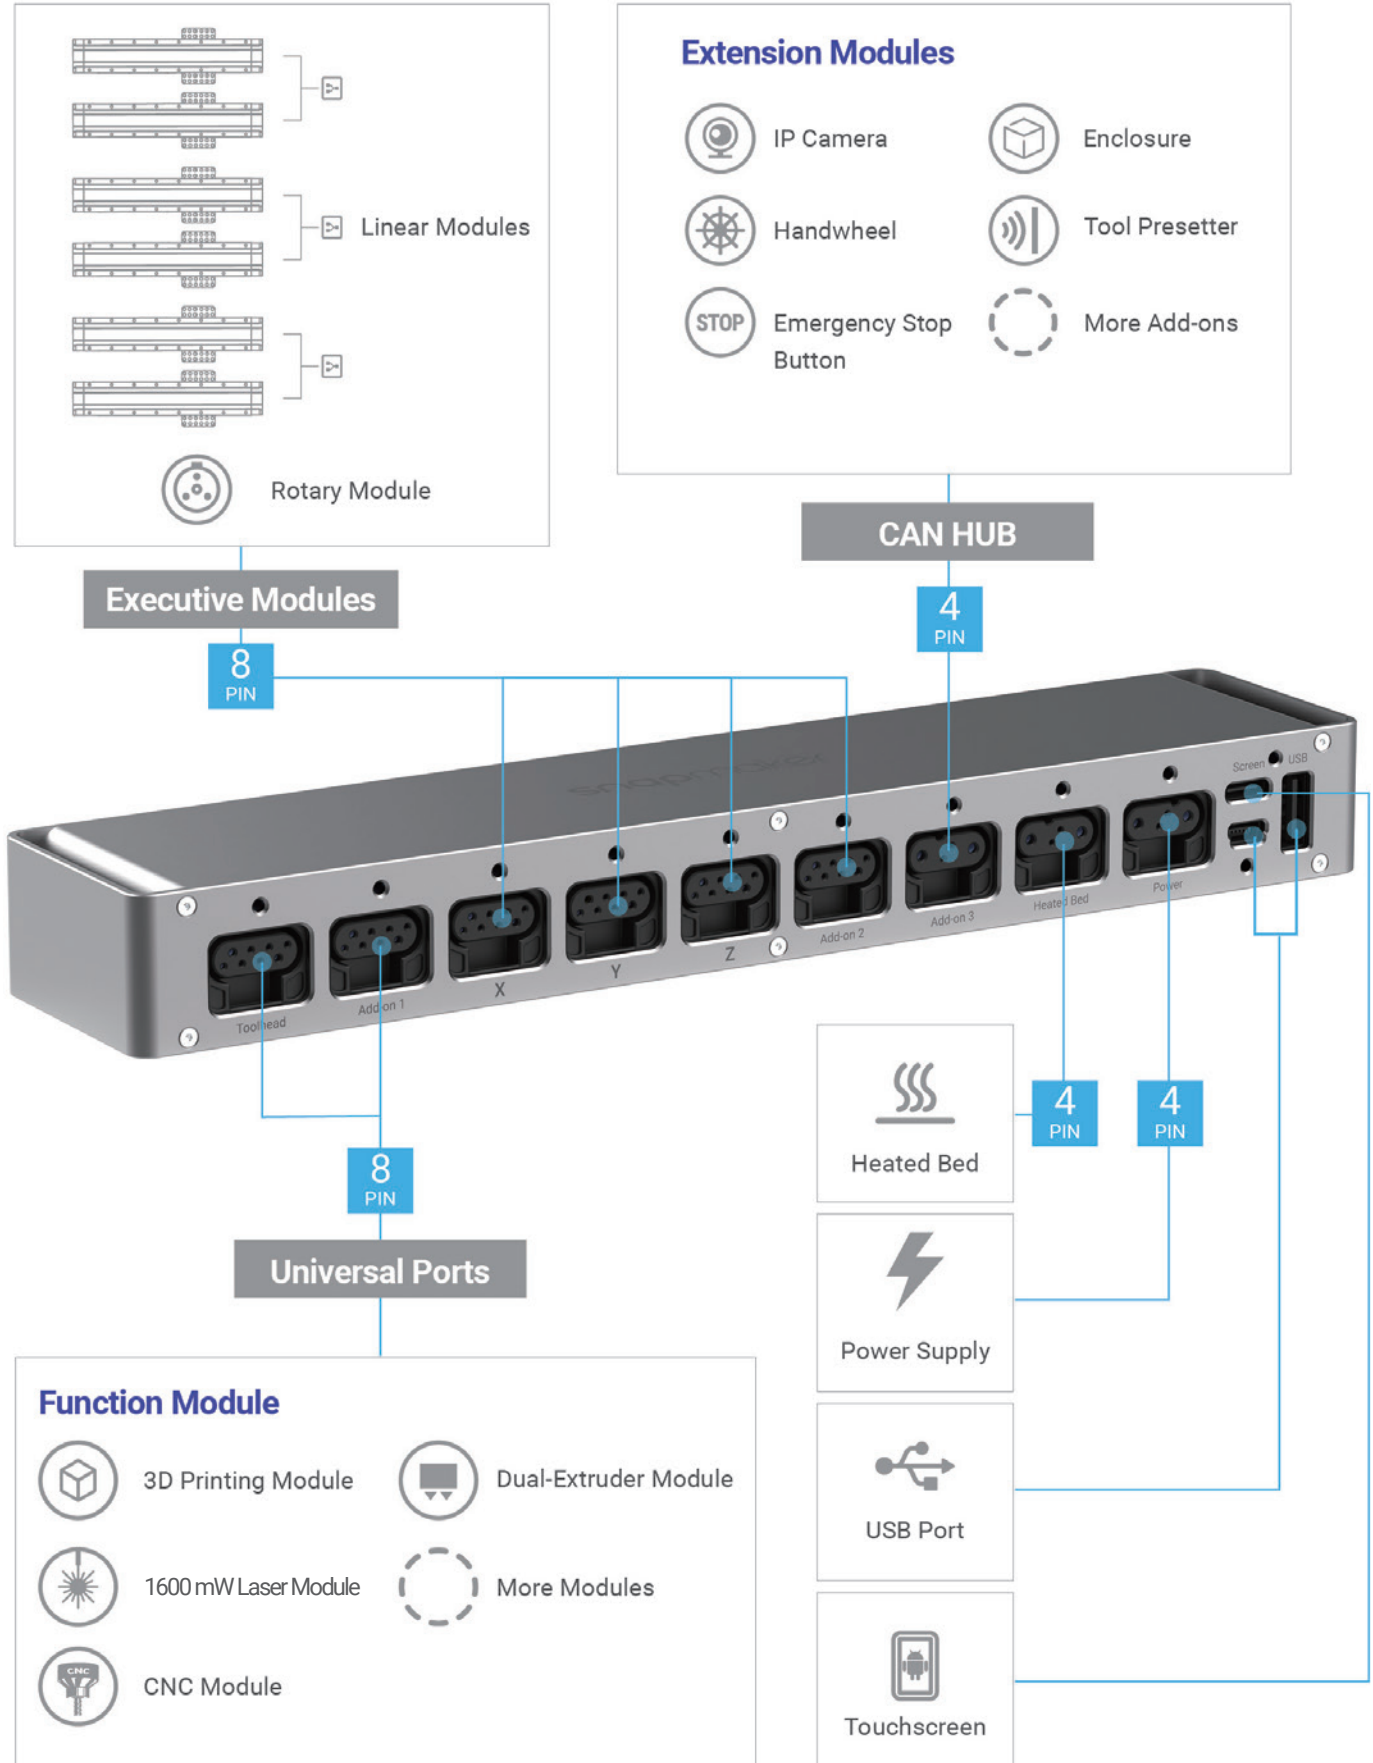 Linear Modules
Rotary Module
Executive Modules
8
PIN
Extension Modules
IP Camera
Enclosure
Handwheel
Tool Presetter
STOP
Emergency Stop
Button
More Add-ons
CAN HUB
4
PIN
snapmaker
Screen
USB
Toolhead
Add-on 1
X
Y
Z
Add-on 2
Add-on 3
Heated Bed
Power
8
PIN
Universal Ports
Function Module
3D Printing Module
Dual-Extruder Module
1600 mW Laser Module
More Modules
CNC
CNC Module
Heated Bed
4
PIN
4
PIN
Power Supply
USB Port
Touchscreen